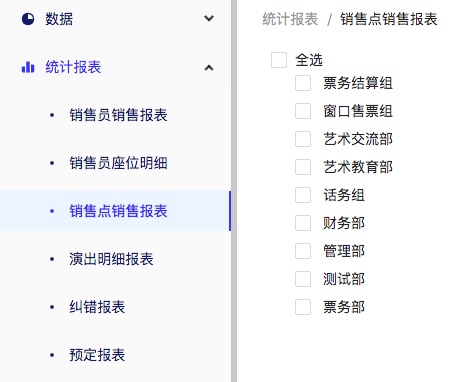 数据
统计报表
销售员销售报表
销售员座位明细
销售点销售报表
演出明细报表
纠错报表
预定报表
统计报表 / 销售点销售报表
全选
票务结算组
窗口售票组
艺术交流部
艺术教育部
话务组
财务部
管理部
测试部
票务部